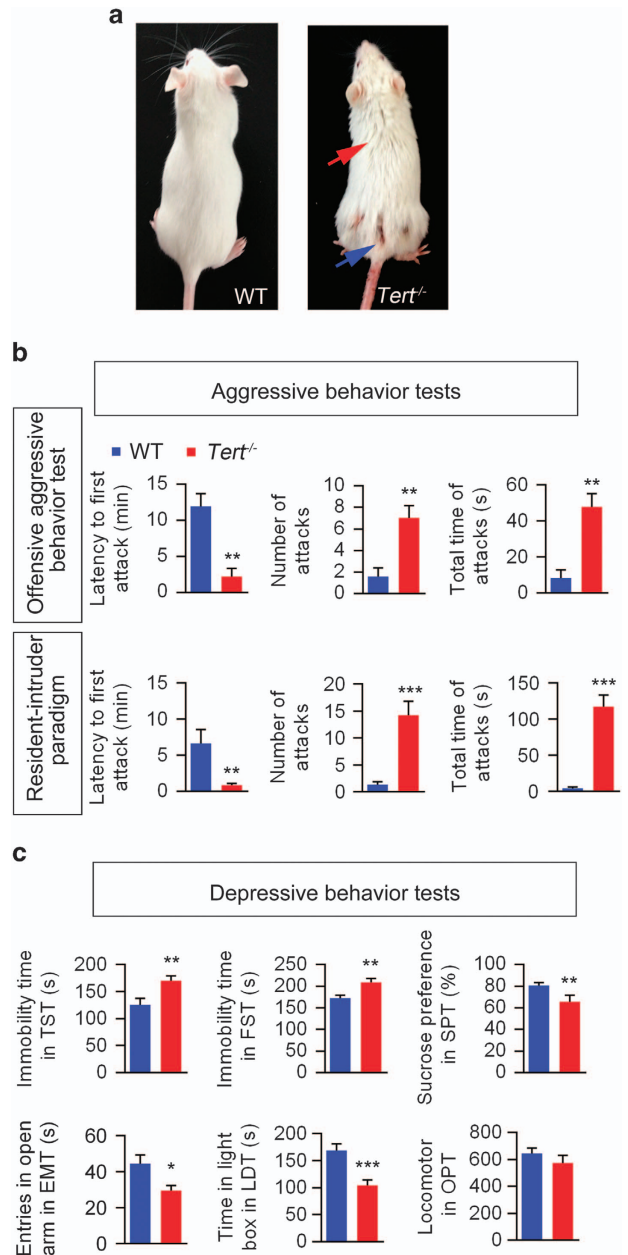 a
WT
Tert-/-
b
Aggressive behavior tests
Offensive aggressive
behavior test
WT
Tert-/-
Latency to first
attack (min)
15
10
5
0
**
Number of
attacks
10
8
6
4
2
0
**
Total time of
attacks (s)
60
40
20
0
**
Resident-intruder
paradigm
Latency to first
attack (min)
15
10
5
0
**
Number of
attacks
20
15
10
5
0
***
Total time of
attacks (s)
150
100
50
0
***
c
Depressive behavior tests
Immobility time
in TST (s)
200
150
100
50
0
**
Immobility time
in FST (s)
250
200
150
100
50
0
**
Sucrose preference
in SPT (%)
100
80
60
40
20
0
**
Entries in open
arm in EMT (s)
60
40
20
0
*
Time in light
box in LDT (s)
200
150
100
50
0
***
Locomotor
in OPT
800
600
400
200
0